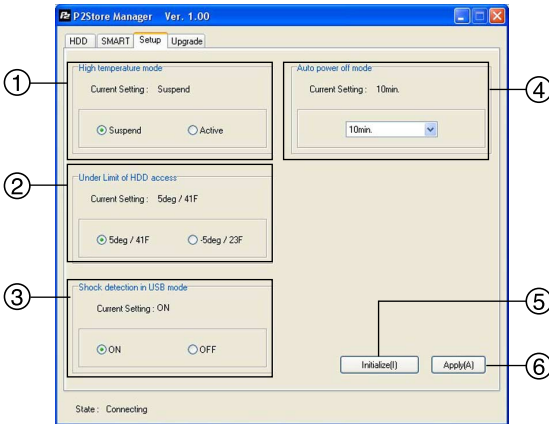 P2 P2Store Manager Ver. 1.00
HDD SMART Setup Upgrade
1
High temperature mode
Current Setting : Suspend
Suspend Active
2
Under Limit of HDD access
Current Setting : 5deg / 41F
5deg / 41F -5deg / 23F
3
Shock detection in USB mode
Current Setting : ON
ON OFF
Auto power off mode
Current Setting : 10min.
10min.
4
5
Initialize(I) Apply(A)
6
State : Connecting